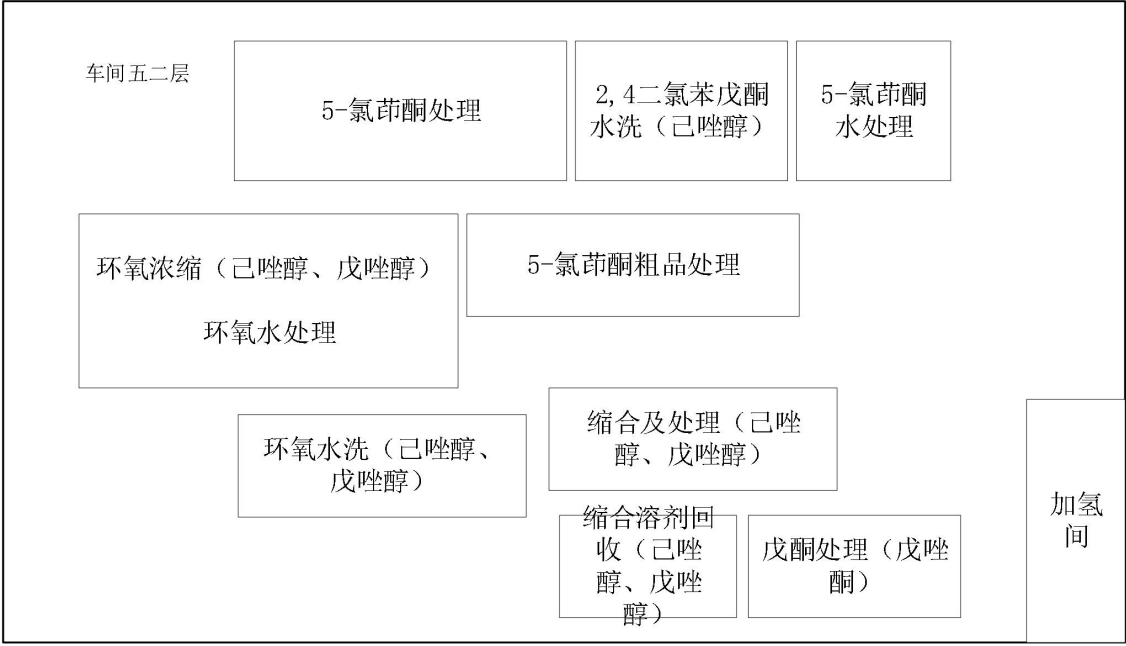 车间五二层
5-氯茚酮处理
2,4二氯苯戊酮
水洗（己唑醇）
5-氯茚酮
水处理
环氧浓缩（己唑醇、戊唑醇）
环氧水处理
5-氯茚酮粗品处理
环氧水洗（己唑醇、
戊唑醇）
缩合及处理（己唑
醇、戊唑醇）
缩合溶剂回
收（己唑
醇、戊唑
醇）
戊酮处理（戊唑
酮）
加氢
间